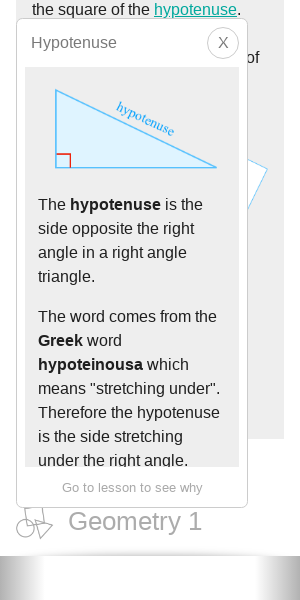 the square of the hypotenuse.
of
Hypotenuse
X
hypotenuse
The hypotenuse is the
side opposite the right
angle in a right angle
triangle.
The word comes from the
Greek word
hypoteinousa which
means "stretching under".
Therefore the hypotenuse
is the side stretching
under the right angle.
Go to lesson to see why
Geometry 1